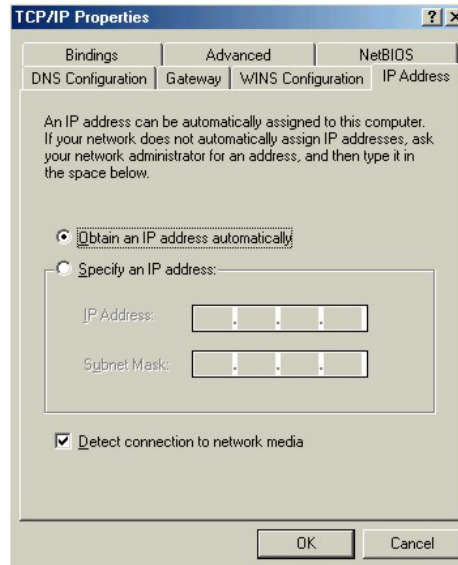 TCP/IP Properties
Bindings Advanced NetBIOS
DNS Configuration Gateway WINS Configuration IP Address
An IP address can be automatically assigned to this computer.
If your network does not automatically assign IP addresses, ask
your network administrator for an address, and then type it in
the space below.
Obtain an IP address automatically
Specify an IP address:
IP Address:
Subnet Mask:
Detect connection to network media
OK Cancel